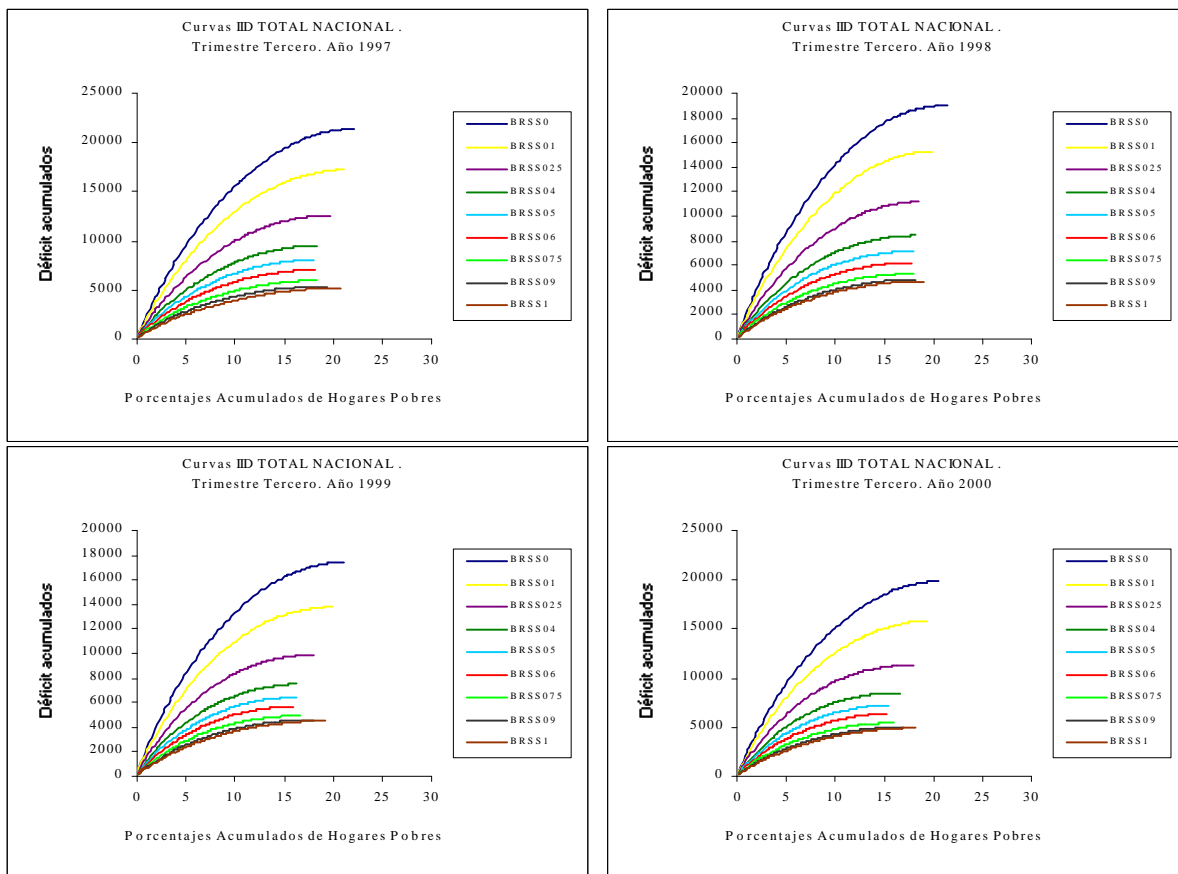 Curvas IID TOTAL NACIONAL .
Trimestre Tercero. Año 1997
Déficit acumulados
25000
20000
15000
10000
5000
0
0 5 10 15 20 25 30
Porcentajes Acumulados de Hogares Pobres
BRSS0
BRSS01
BRSS025
BRSS04
BRSS05
BRSS06
BRSS075
BRSS09
BRSS1
Curvas IID TOTAL NACIONAL .
Trimestre Tercero. Año 1998
Déficit acumulados
20000
18000
16000
14000
12000
10000
8000
6000
4000
2000
0
0 5 10 15 20 25 30
Porcentajes Acumulados de Hogares Pobres
BRSS0
BRSS01
BRSS025
BRSS04
BRSS05
BRSS06
BRSS075
BRSS09
BRSS1
Curvas IID TOTAL NACIONAL .
Trimestre Tercero. Año 1999
Déficit acumulados
20000
18000
16000
14000
12000
10000
8000
6000
4000
2000
0
0 5 10 15 20 25 30
Porcentajes Acumulados de Hogares Pobres
BRSS0
BRSS01
BRSS025
BRSS04
BRSS05
BRSS06
BRSS075
BRSS09
BRSS1
Curvas IID TOTAL NACIONAL .
Trimestre Tercero. Año 2000
Déficit acumulados
25000
20000
15000
10000
5000
0
0 5 10 15 20 25 30
Porcentajes Acumulados de Hogares Pobres
BRSS0
BRSS01
BRSS025
BRSS04
BRSS05
BRSS06
BRSS075
BRSS09
BRSS1